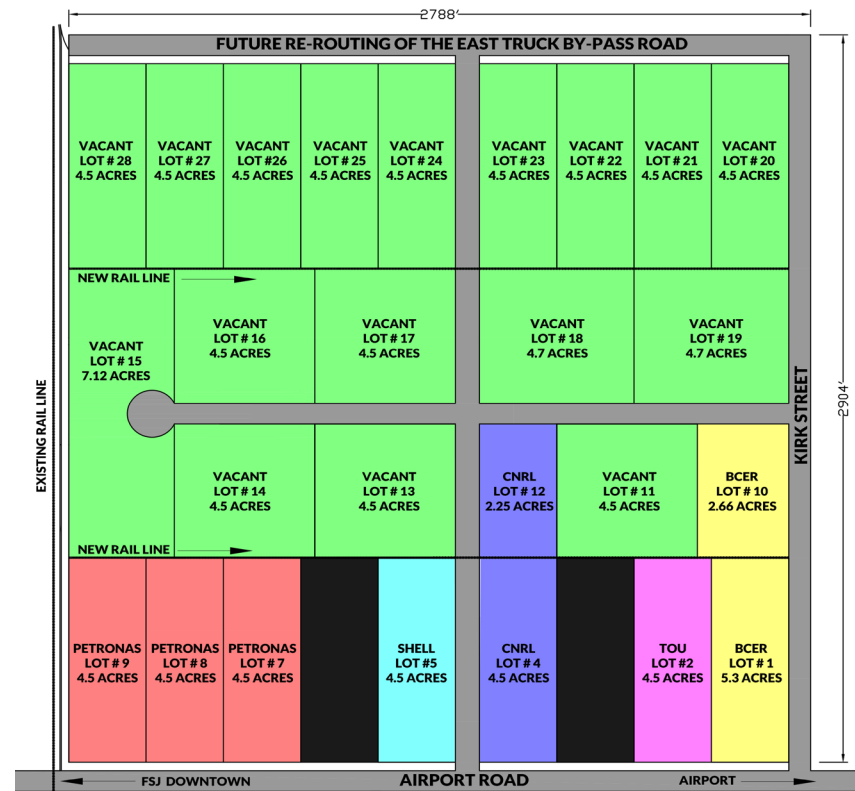 2788'
FUTURE RE-ROUTING OF THE EAST TRUCK BY-PASS ROAD
VACANT
LOT # 28
4.5 ACRES
VACANT
LOT # 27
4.5 ACRES
VACANT
LOT #26
4.5 ACRES
VACANT
LOT # 25
4.5 ACRES
VACANT
LOT # 24
4.5 ACRES
VACANT
LOT # 23
4.5 ACRES
VACANT
LOT # 22
4.5 ACRES
VACANT
LOT # 21
4.5 ACRES
VACANT
LOT # 20
4.5 ACRES
NEW RAIL LINE
VACANT
LOT # 15
7.12 ACRES
VACANT
LOT # 16
4.5 ACRES
VACANT
LOT # 17
4.5 ACRES
VACANT
LOT # 18
4.7 ACRES
VACANT
LOT # 19
4.7 ACRES
EXISTING RAIL LINE
KIRK STREET
2904'
VACANT
LOT # 14
4.5 ACRES
VACANT
LOT # 13
4.5 ACRES
CNRL
LOT # 12
2.25 ACRES
VACANT
LOT # 11
4.5 ACRES
BCER
LOT # 10
2.66 ACRES
NEW RAIL LINE
PETRONAS
LOT # 9
4.5 ACRES
PETRONAS
LOT # 8
4.5 ACRES
PETRONAS
LOT # 7
4.5 ACRES
SHELL
LOT #5
4.5 ACRES
CNRL
LOT # 4
4.5 ACRES
TOU
LOT #2
4.5 ACRES
BCER
LOT # 1
5.3 ACRES
FSJ DOWNTOWN
AIRPORT ROAD
AIRPORT